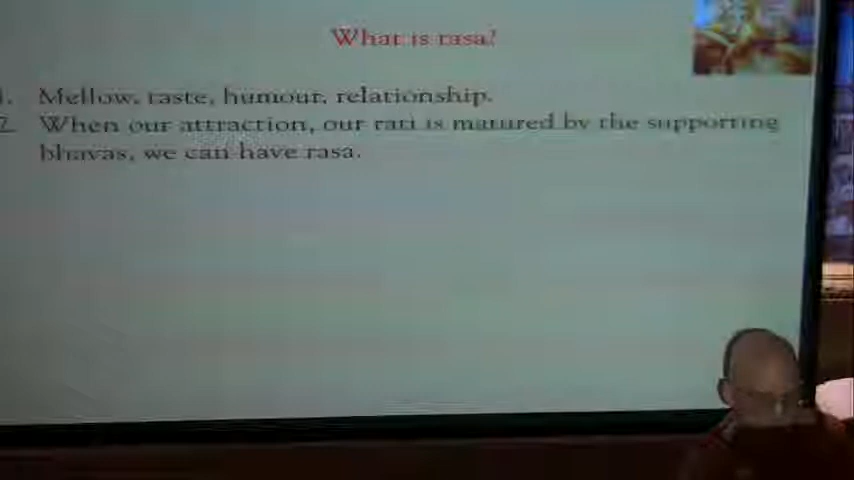 What is rasa?
1. Mellow, taste, humour, relationship.
2. When our attraction, our rati is matured by the supporting
bhavas, we can have rasa.